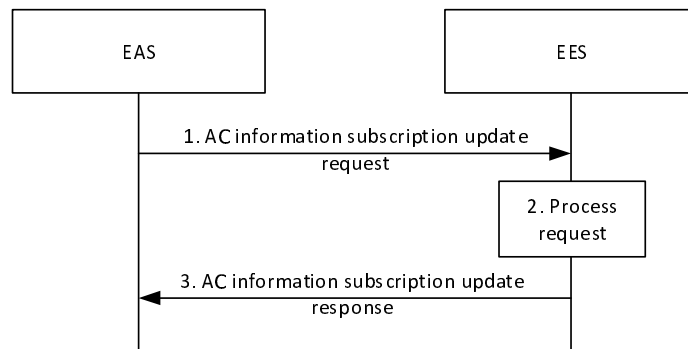 EAS
EES
1. AC information subscription update
request
2. Process
request
3. AC information subscription update
response